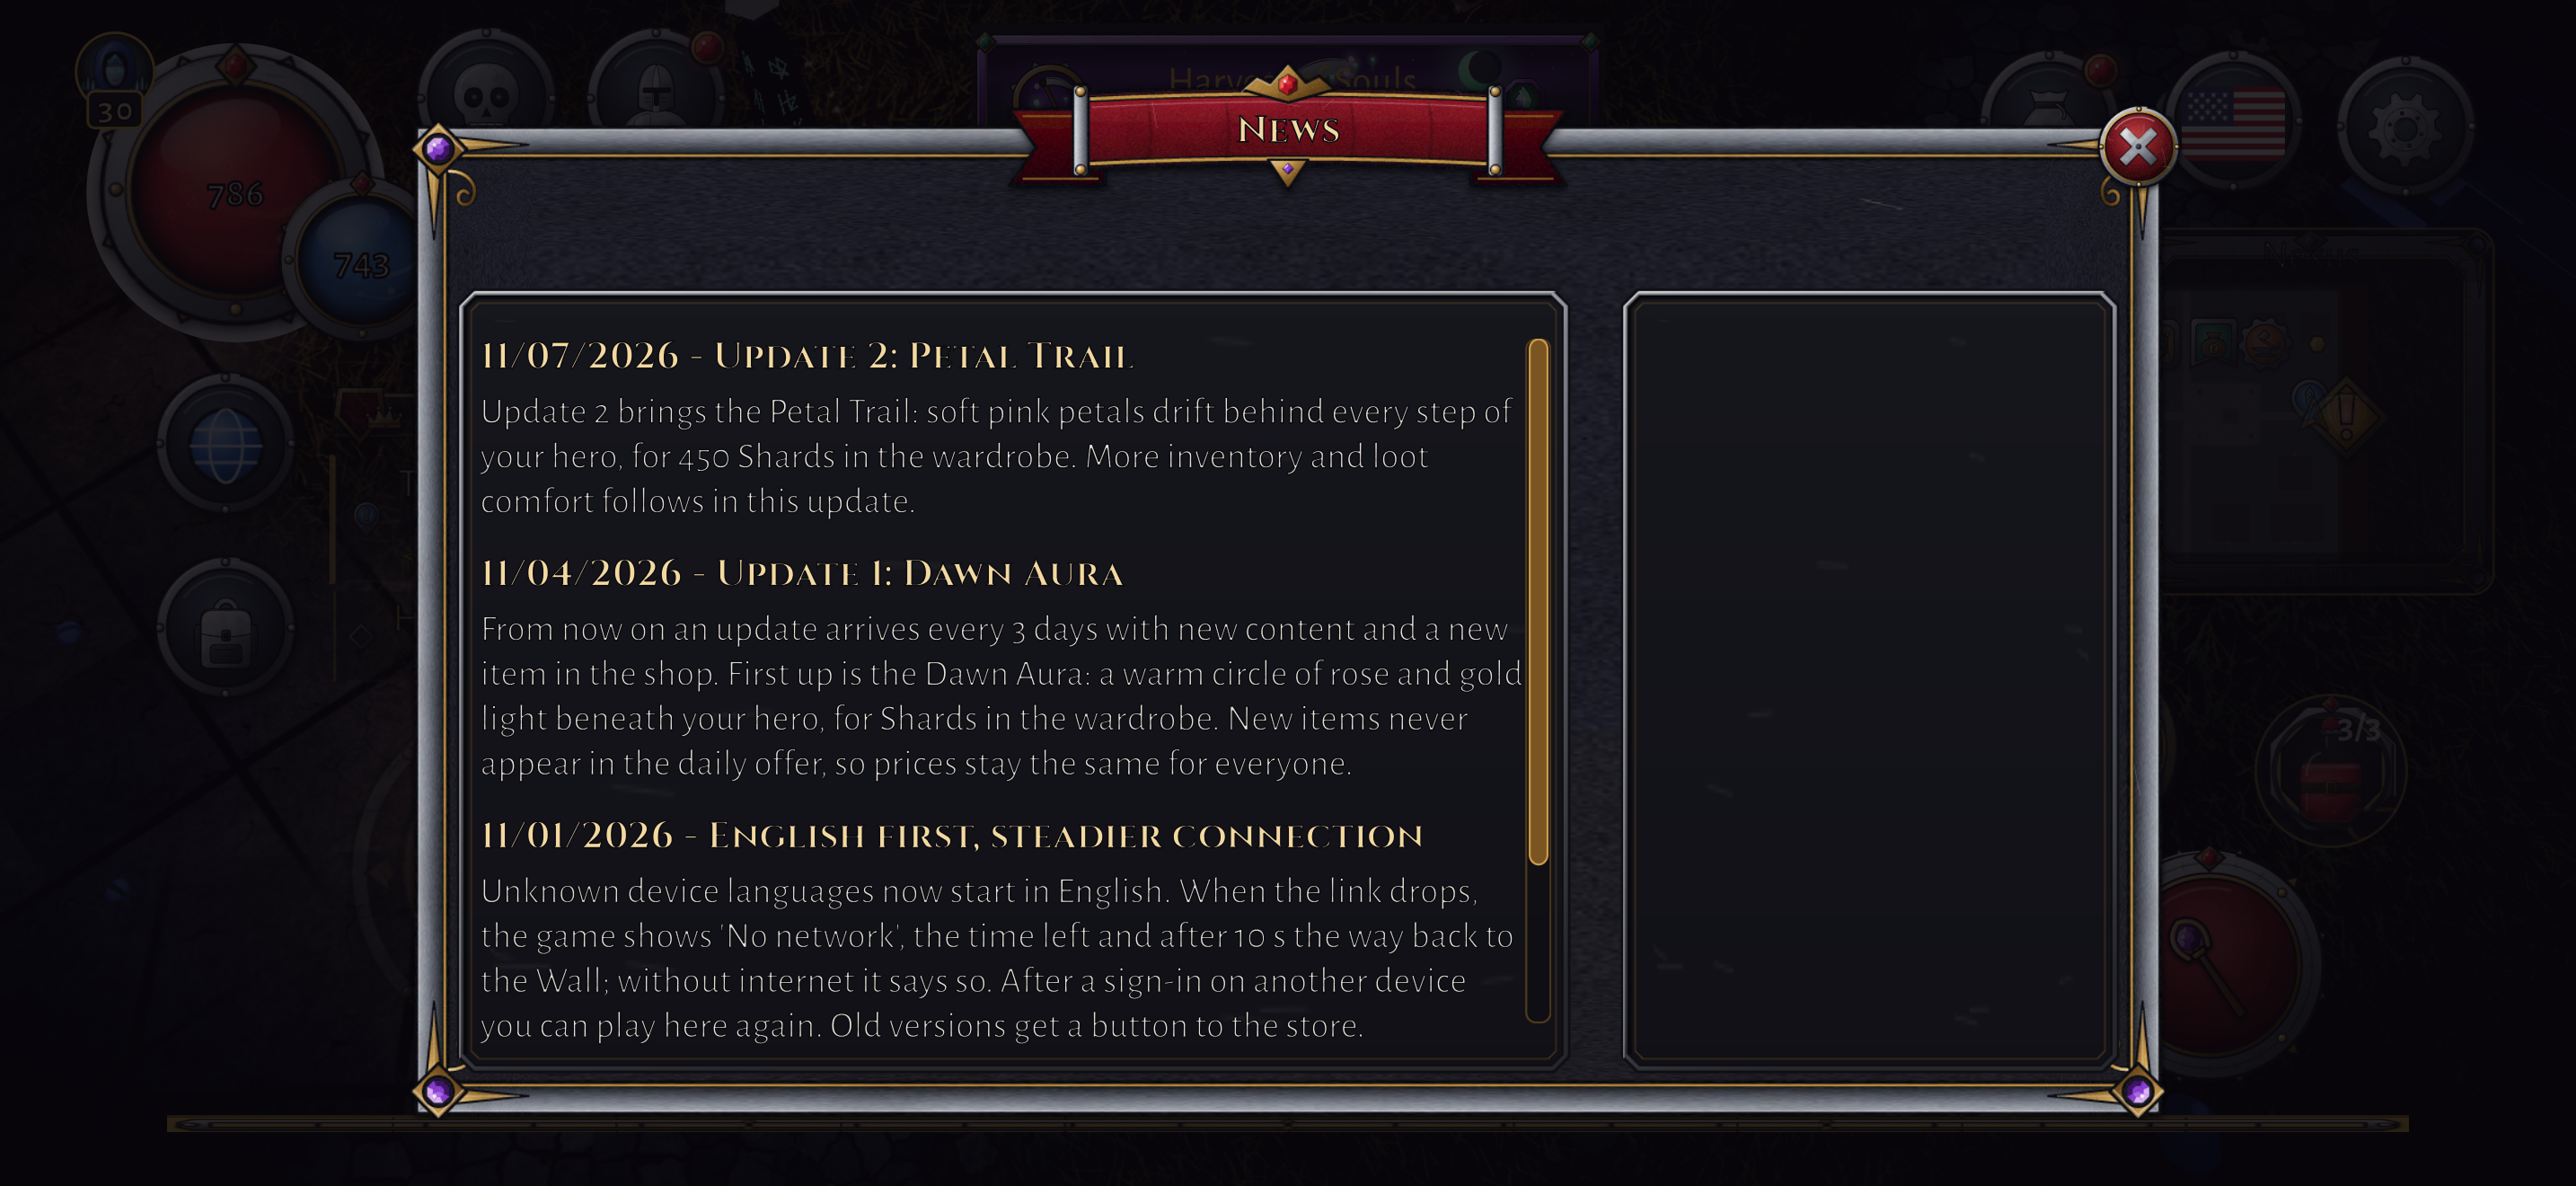 30
Harvest Souls
News
786
743
11/07/2026 - Update 2: Petal Trail
Update 2 brings the Petal Trail: soft pink petals drift behind every step of
your hero, for 450 Shards in the wardrobe. More inventory and loot
comfort follows in this update.
11/04/2026 - Update 1: Dawn Aura
From now on an update arrives every 3 days with new content and a new
item in the shop. First up is the Dawn Aura: a warm circle of rose and gold
light beneath your hero, for Shards in the wardrobe. New items never
appear in the daily offer, so prices stay the same for everyone.
3/3
11/01/2026 - English first, steadier connection
Unknown device languages now start in English. When the link drops,
the game shows 'No network', the time left and after 10 s the way back to
the Wall; without internet it says so. After a sign-in on another device
you can play here again. Old versions get a button to the store.